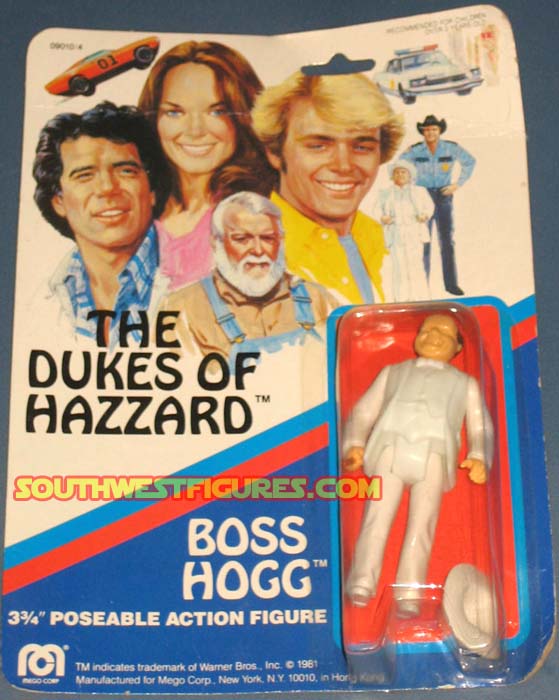 09010/4
RECOMMENDED FOR CHILDREN
OVER 3 YEARS OLD
01
THE
DUKES OF
HAZZARD™
SOUTHWESTFIGURES.COM
BOSS
HOGG™
3¾" POSEABLE ACTION FIGURE
MEGO CORP
TM indicates trademark of Warner Bros., Inc. © 1981
Manufactured for Mego Corp., New York, N.Y. 10010, in Hong Kong